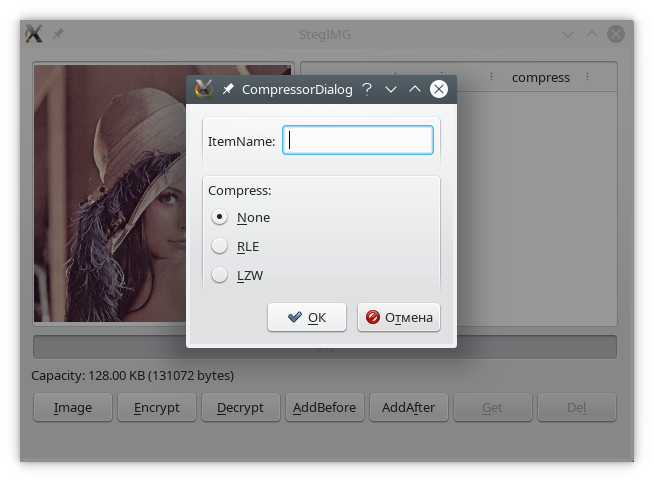 StegIMG
compress
CompressorDialog
ItemName:
Compress:
None
RLE
LZW
OK Отмена
Capacity: 128.00 KB (131072 bytes)
Image Encrypt Decrypt AddBefore AddAfter Get Del